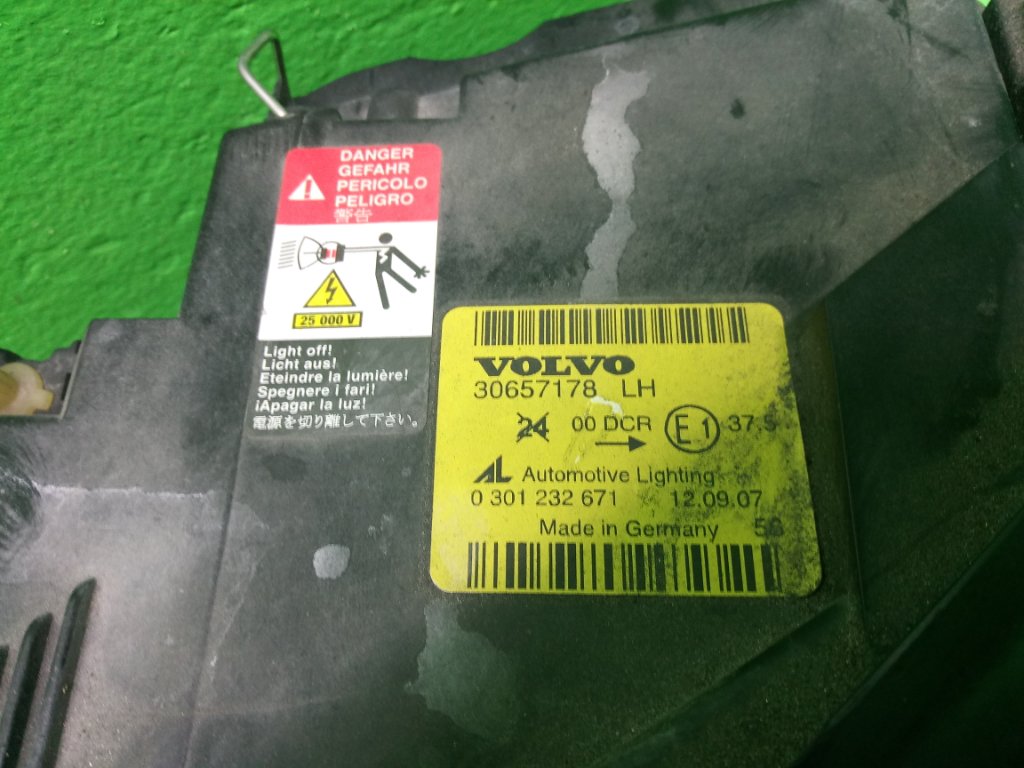 DANGER
GEFAHR
PERICOLO
PELIGRO
警告
25 000 V
Light off!
Licht aus!
Eteindre la lumière!
Spegnere i fari!
¡Apagar la luz!
電源を切り離して下さい。
VOLVO
30657178 LH
24 00 DCR E1 37.5
AL Automotive Lighting
0 301 232 671 12.09.07
Made in Germany 56